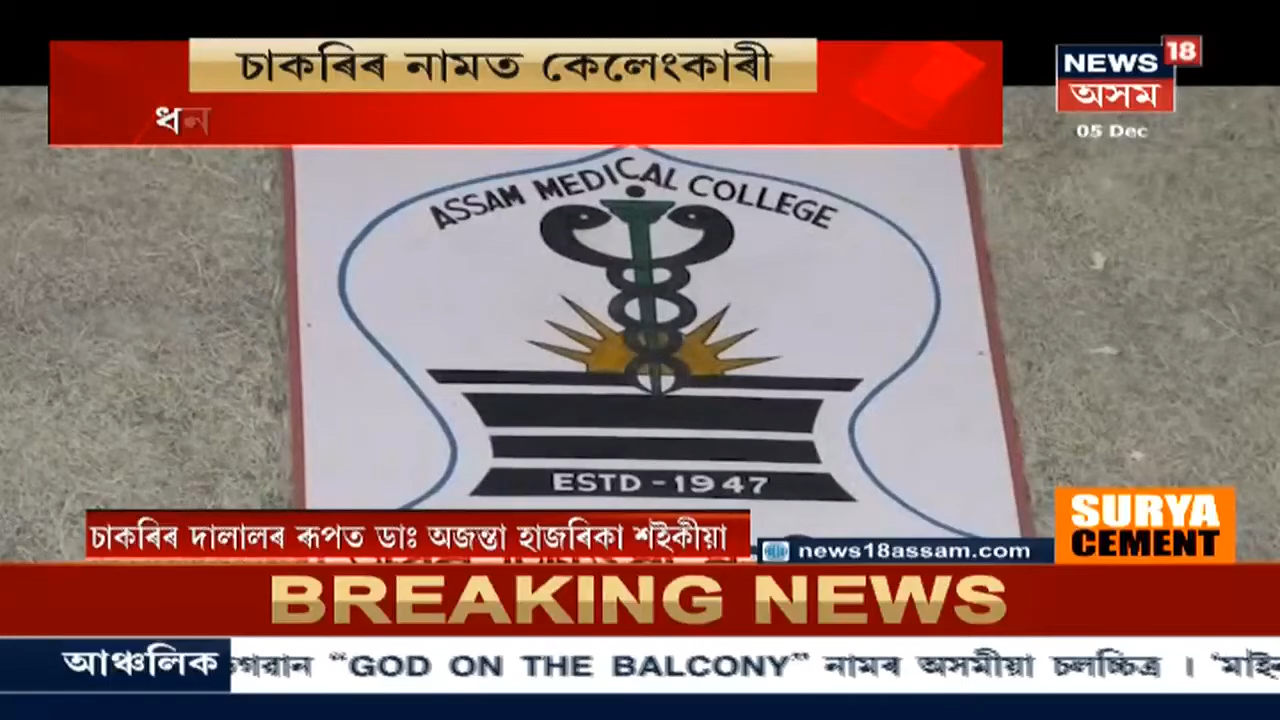 চাকৰিৰ নামত কেলেংকাৰী
ধন
NEWS 18
অসম
05 Dec
ASSAM MEDICAL COLLEGE
ESTD - 1947
চাকৰিৰ দালালৰ ৰূপত ডাঃ অজন্তা হাজৰিকা শইকীয়া
news18assam.com
SURYA
CEMENT
BREAKING NEWS
আঞ্চলিক
“GOD ON THE BALCONY” নামৰ অসমীয়া চলচ্চিত্ৰ ।